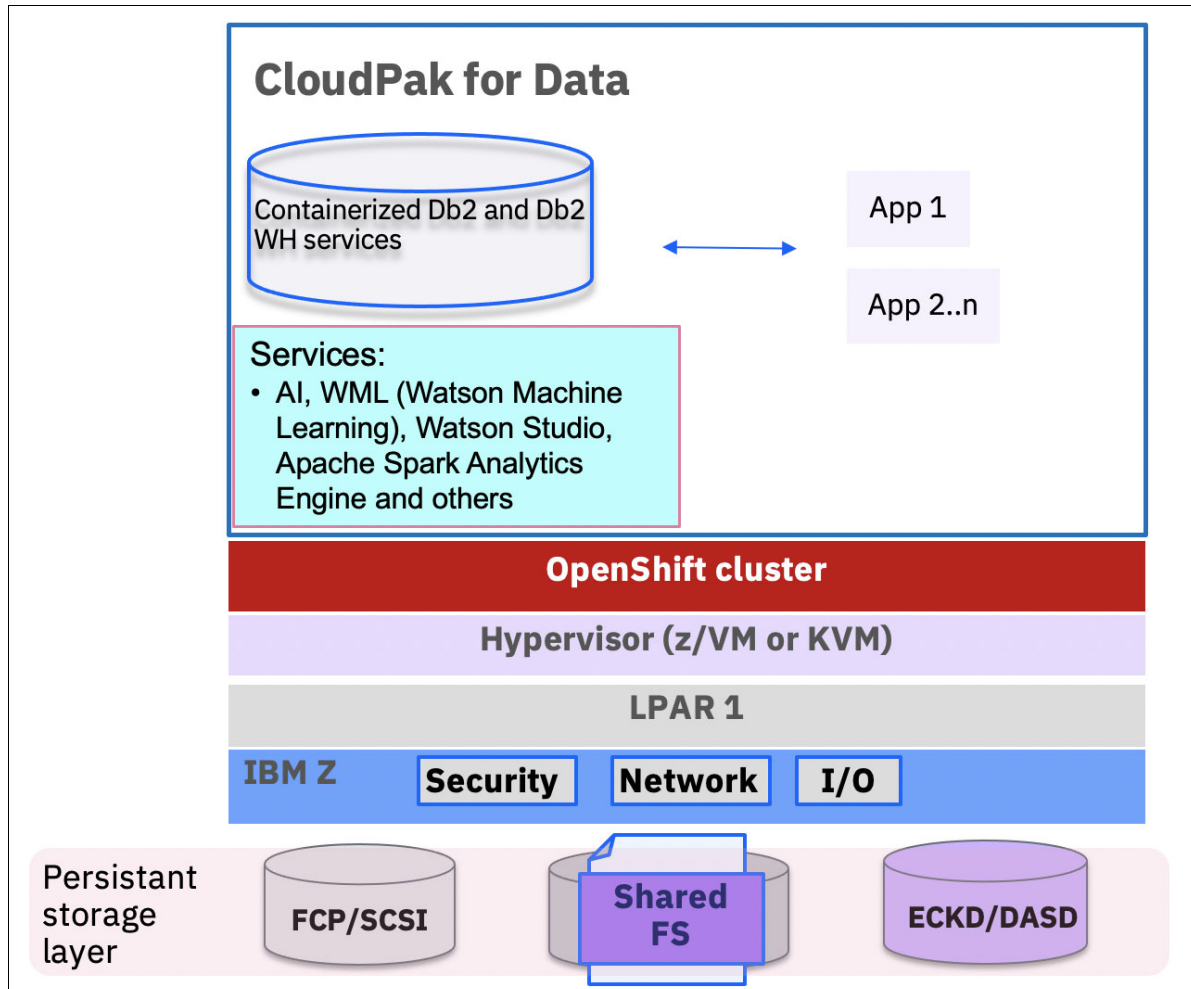 CloudPak for Data
Containerized Db2 and Db2
WH services
App 1
App 2..n
Services:
• AI, WML (Watson Machine
Learning), Watson Studio,
Apache Spark Analytics
Engine and others
OpenShift cluster
Hypervisor (z/VM or KVM)
LPAR 1
IBM Z
Security
Network
I/O
Persistant
storage
layer
FCP/SCSI
Shared
FS
ECKD/DASD